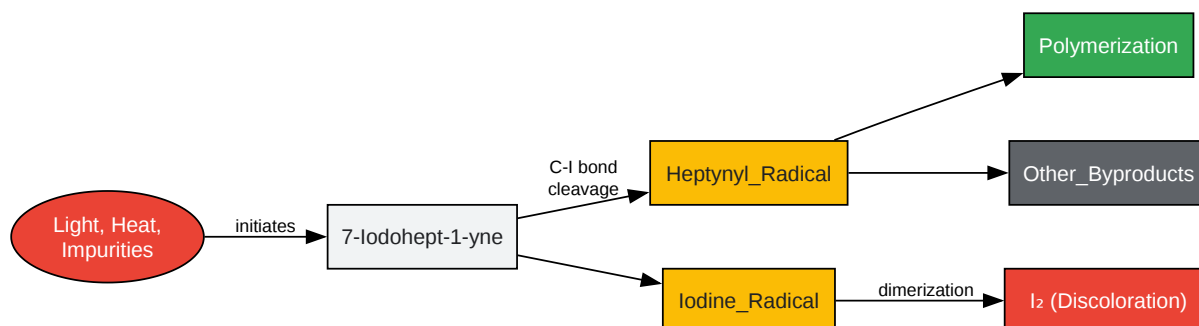 Light, Heat,
Impurities
initiates
7-Iodohept-1-yne
C-I bond
cleavage
Heptynyl_Radical
Iodine_Radical
dimerization
Polymerization
Other_Byproducts
I₂ (Discoloration)